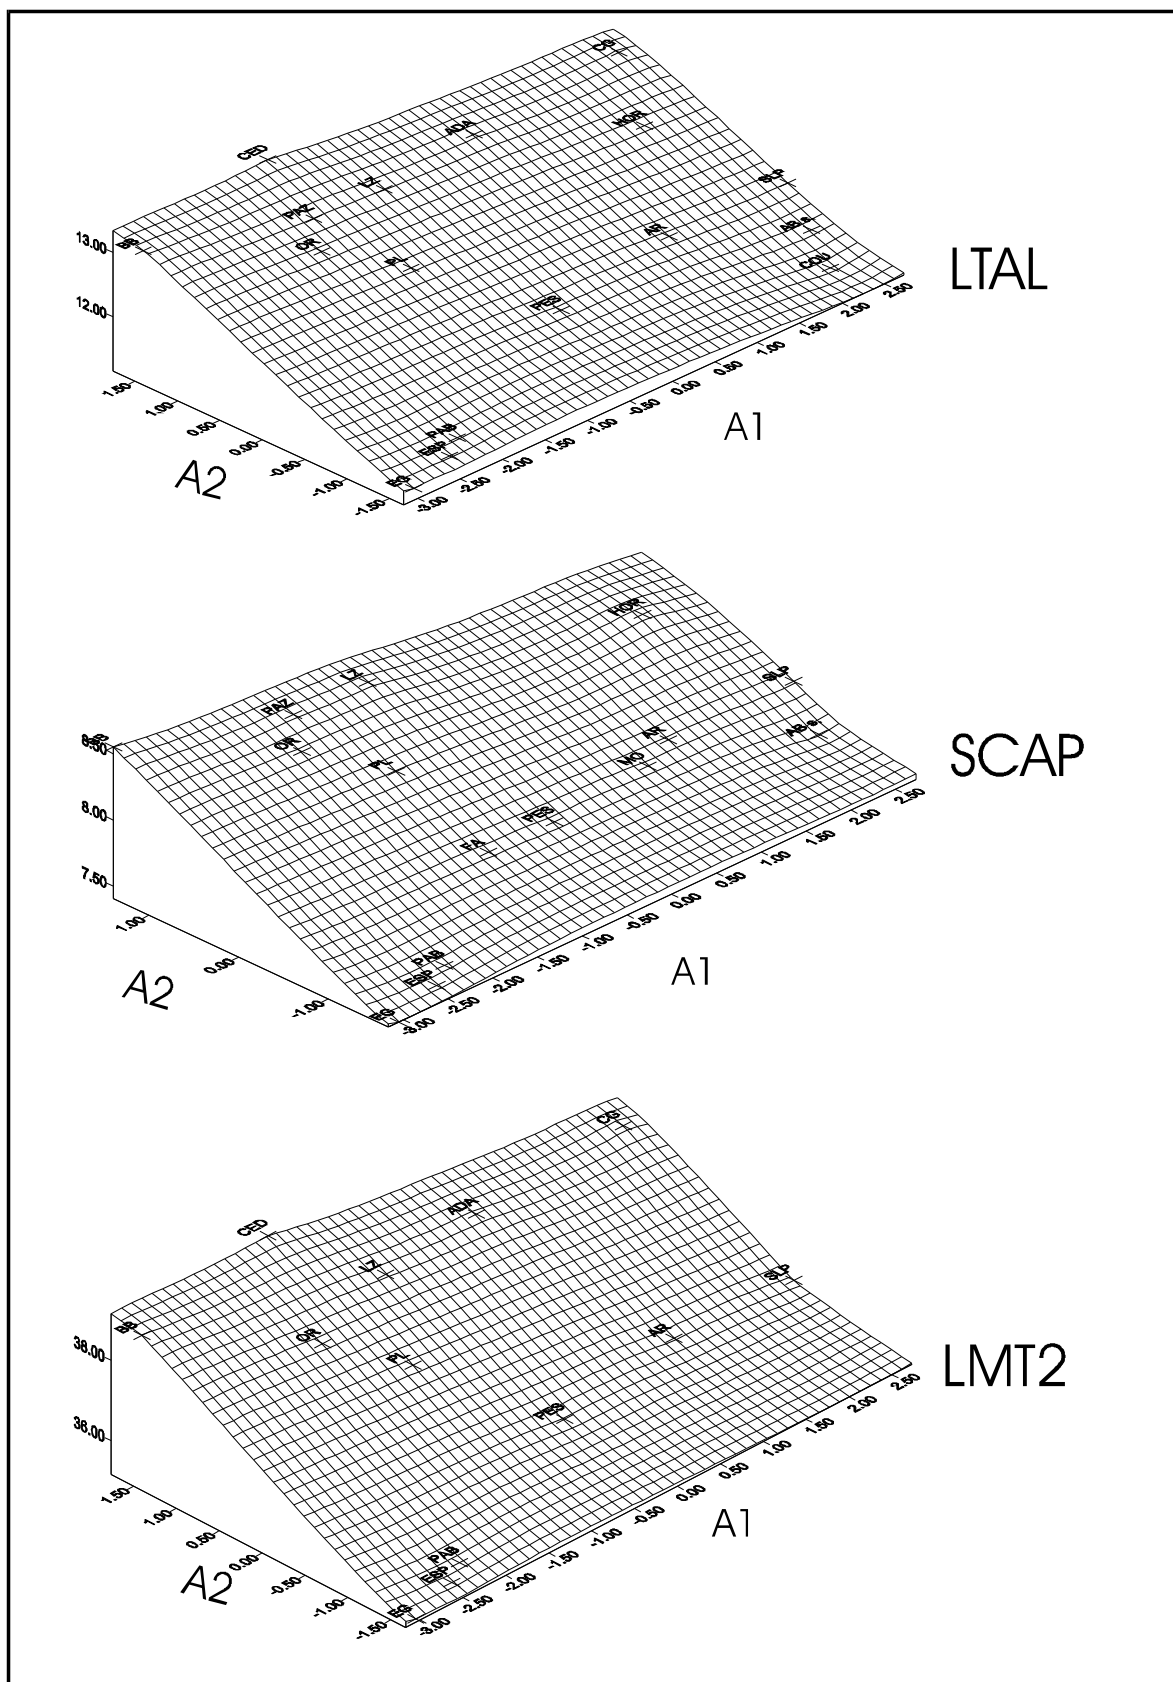 CG
ADA
HOR
CED
LZ
SLP
PAZ
AB.s
BB
OR
PL
AR
COU
PES
PAB
ESP
EG
13.00
12.00
1.50
1.00
0.50
0.00
-0.50
-1.00
-1.50
A2
-3.00
-2.50
-2.00
-1.50
-1.00
-0.50
0.00
0.50
1.00
1.50
2.00
2.50
A1
LTAL
HOR
LZ
SLP
PAZ
AB.s
OR
AR
PL
MO
PES
FA
PAB
ESP
EG
8.50
8.00
7.50
1.00
0.00
-1.00
A2
-3.00
-2.50
-2.00
-1.50
-1.00
-0.50
0.00
0.50
1.00
1.50
2.00
2.50
A1
SCAP
CG
ADA
CED
LZ
SLP
BB
OR
AR
PL
PES
PAB
ESP
EG
38.00
36.00
1.50
1.00
0.50
0.00
-0.50
-1.00
-1.50
A2
-3.00
-2.50
-2.00
-1.50
-1.00
-0.50
0.00
0.50
1.00
1.50
2.00
2.50
A1
LMT2